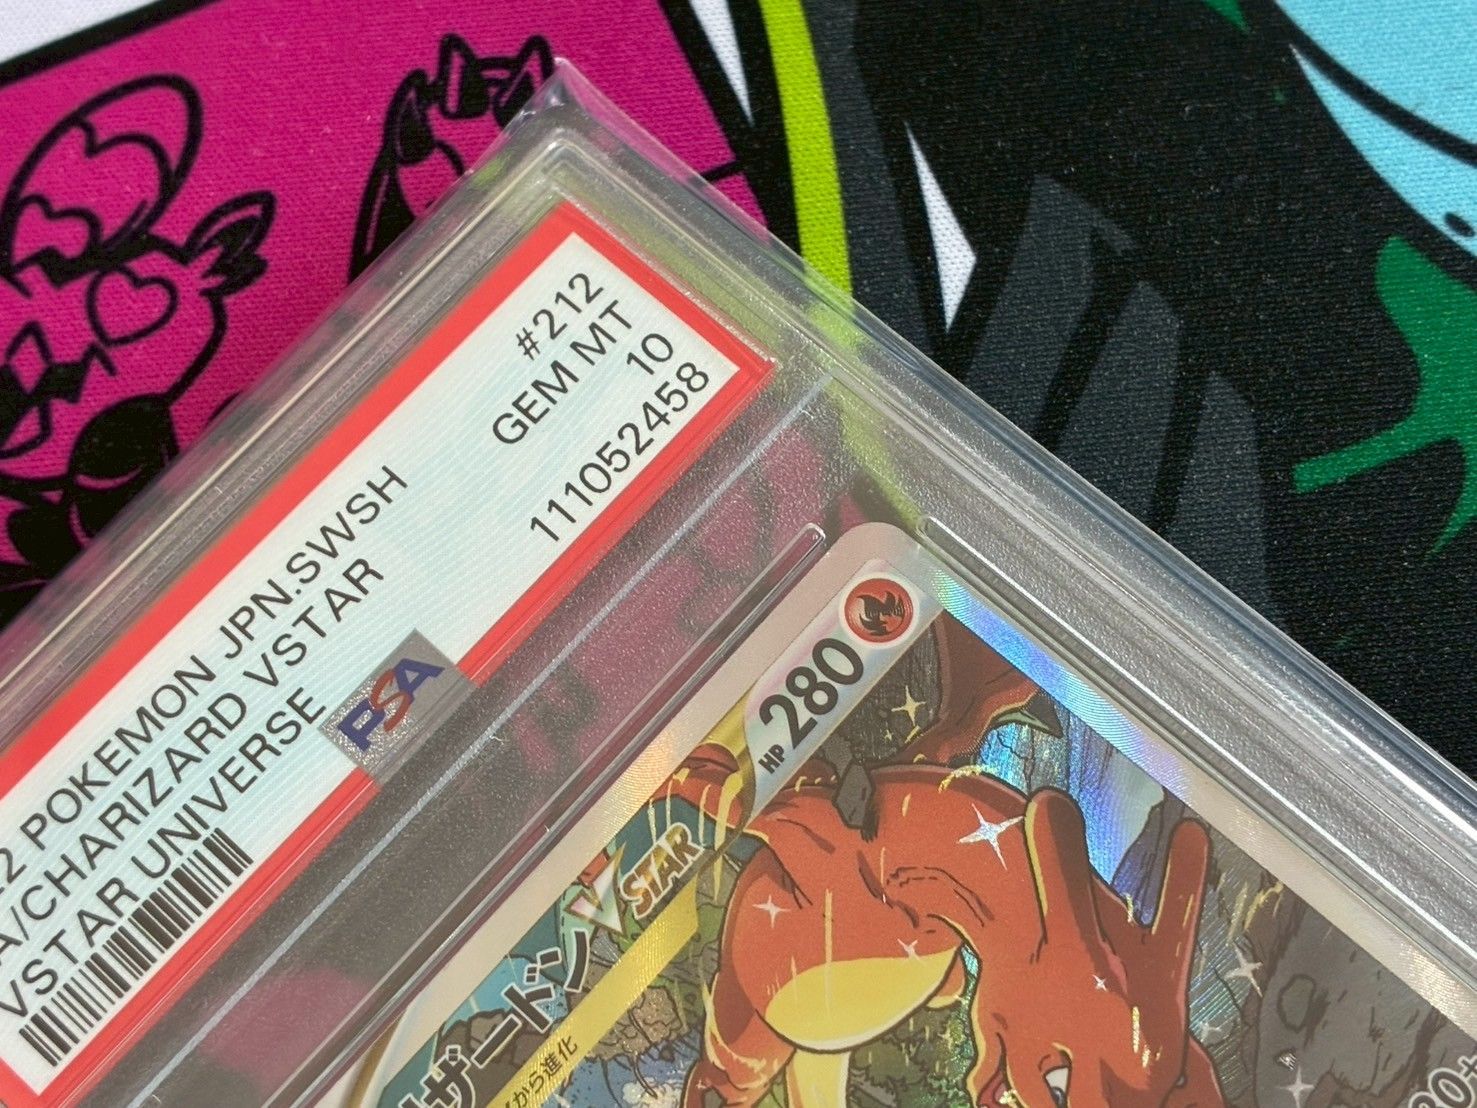 2 POKEMON JPN.SWSH #212
A/CHARIZARD VSTAR GEM MT
VSTAR UNIVERSE 10
PSA 111052458
HP 280
VSTAR
ザードン
から進化